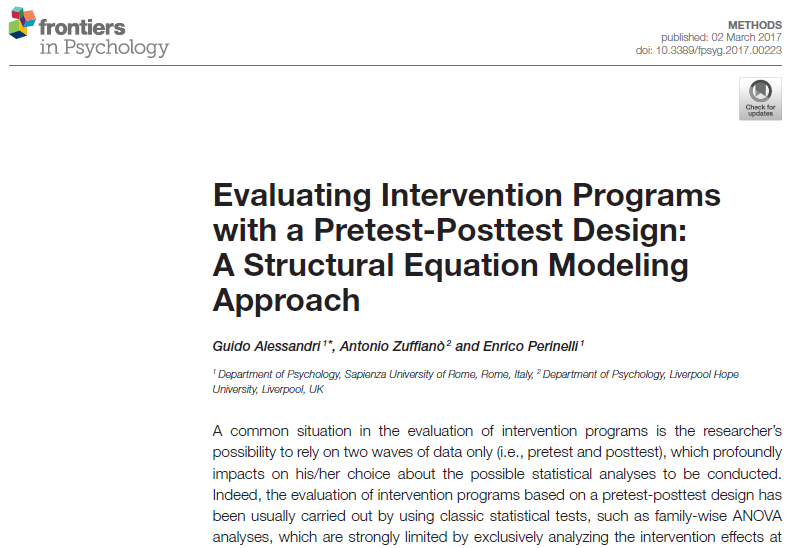 frontiers
in Psychology
METHODS
published: 02 March 2017
doi: 10.3389/fpsyg.2017.00223
Check for
updates
Evaluating Intervention Programs
with a Pretest-Posttest Design:
A Structural Equation Modeling
Approach
Guido Alessandri 1*, Antonio Zuffianò 2 and Enrico Perinelli 1
1 Department of Psychology, Sapienza University of Rome, Rome, Italy, 2 Department of Psychology, Liverpool Hope
University, Liverpool, UK
A common situation in the evaluation of intervention programs is the researcher's
possibility to rely on two waves of data only (i.e., pretest and posttest), which profoundly
impacts on his/her choice about the possible statistical analyses to be conducted.
Indeed, the evaluation of intervention programs based on a pretest-posttest design has
been usually carried out by using classic statistical tests, such as family-wise ANOVA
analyses, which are strongly limited by exclusively analyzing the intervention effects at